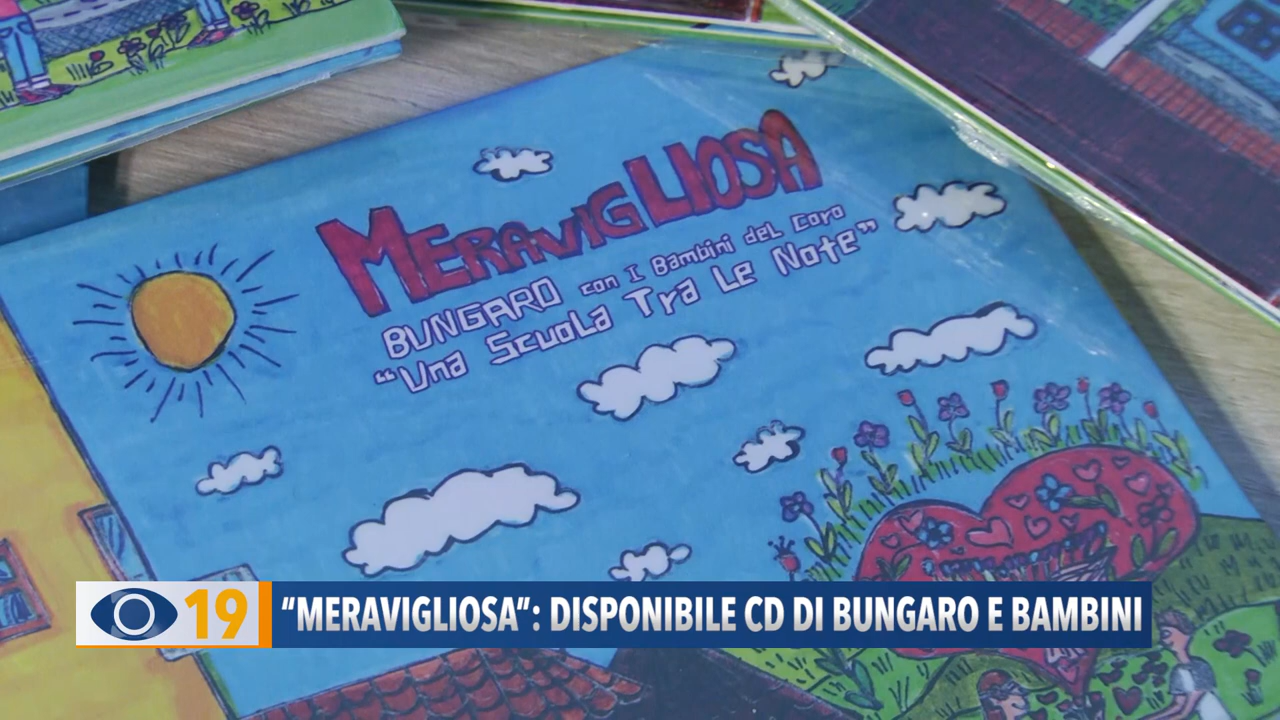 MERAVIGLIOSA
BUNGARO con I Bambini deL Coro
“Una ScuoLa Tra Le Note”
19
“MERAVIGLIOSA”: DISPONIBILE CD DI BUNGARO E BAMBINI